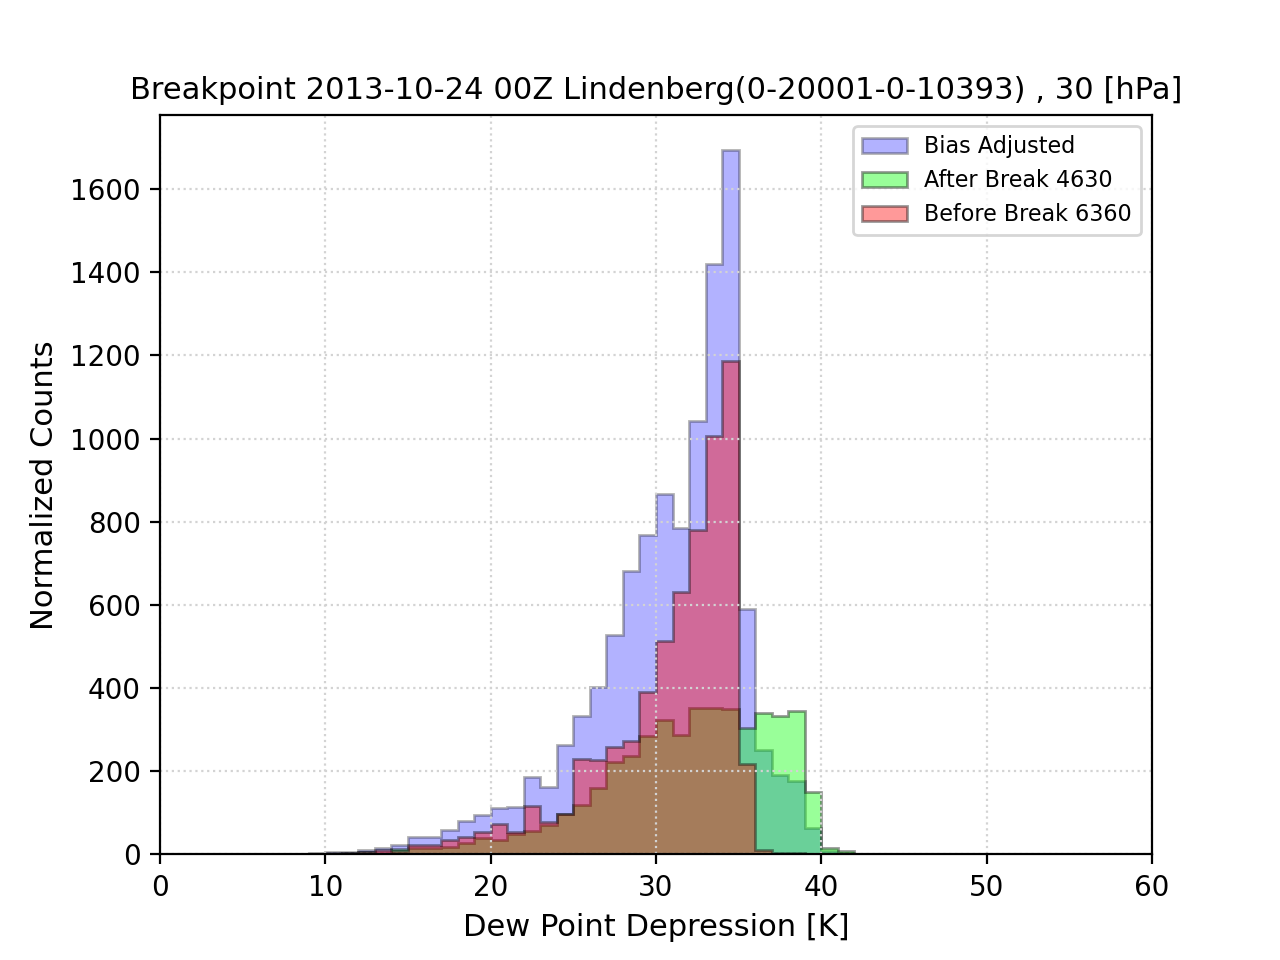 Breakpoint 2013-10-24 00Z Lindenberg(0-20001-0-10393) , 30 [hPa]
Bias Adjusted
After Break 4630
Before Break 6360
Normalized Counts
1600
1400
1200
1000
800
600
400
200
0
0 10 20 30 40 50 60
Dew Point Depression [K]